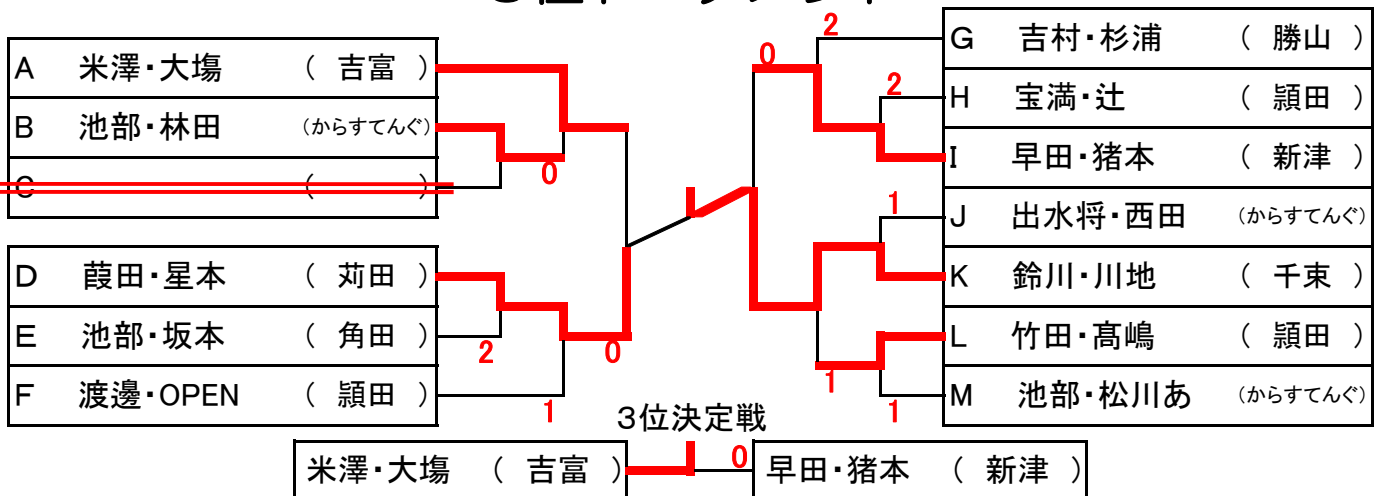 A 米澤・大塲 ( 吉富 )
B 池部・林田 (からすてんぐ)
C ( )
D 葭田・星本 ( 苅田 )
E 池部・坂本 ( 角田 )
F 渡邊・OPEN ( 頴田 )
0
2
1
0
G 吉村・杉浦 ( 勝山 )
H 宝満・辻 ( 頴田 )
I 早田・猪本 ( 新津 )
J 出水将・西田 (からすてんぐ)
K 鈴川・川地 ( 千束 )
L 竹田・髙嶋 ( 頴田 )
M 池部・松川あ (からすてんぐ)
2
0
2
1
1
1
3位決定戦
米澤・大塲 ( 吉富 ) 0 早田・猪本 ( 新津 )